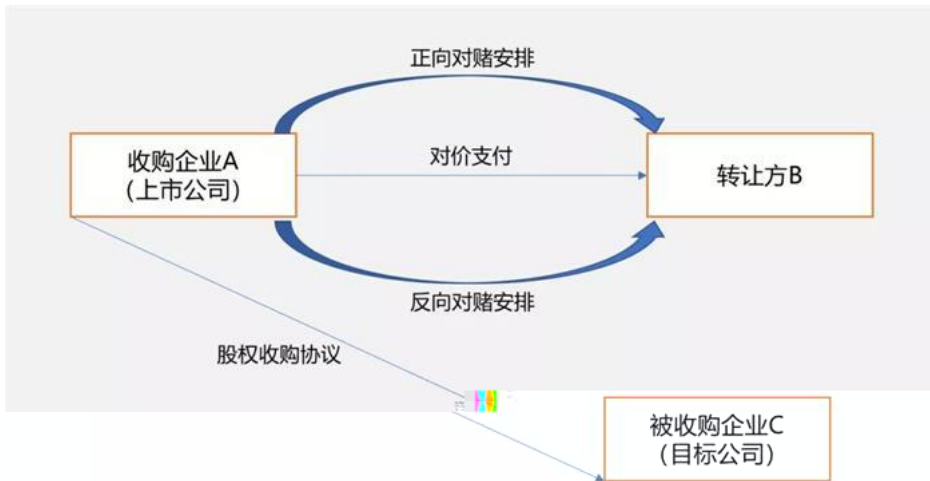 正向对赌安排
收购企业A
（上市公司）
对价支付
转让方B
反向对赌安排
股权收购协议
被收购企业C
（目标公司）